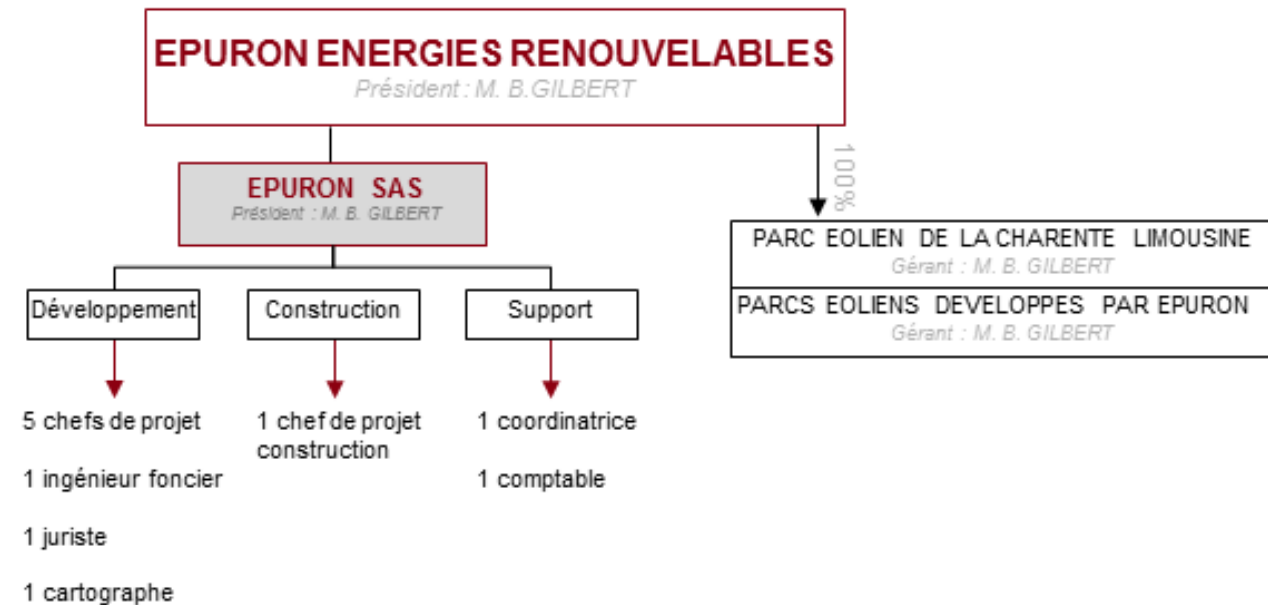 EPURON ENERGIES RENOUVELABLES
Président : M. B.GILBERT
100%
EPURON SAS
Président : M. B. GILBERT
PARC EOLIEN DE LA CHARENTE LIMOUSINE
Gérant : M. B. GILBERT
PARCS EOLIENS DEVELOPPES PAR EPURON
Gérant : M. B. GILBERT
Développement
Construction
Support
5 chefs de projet
1 ingénieur foncier
1 juriste
1 cartographe
1 chef de projet
construction
1 coordinatrice
1 comptable